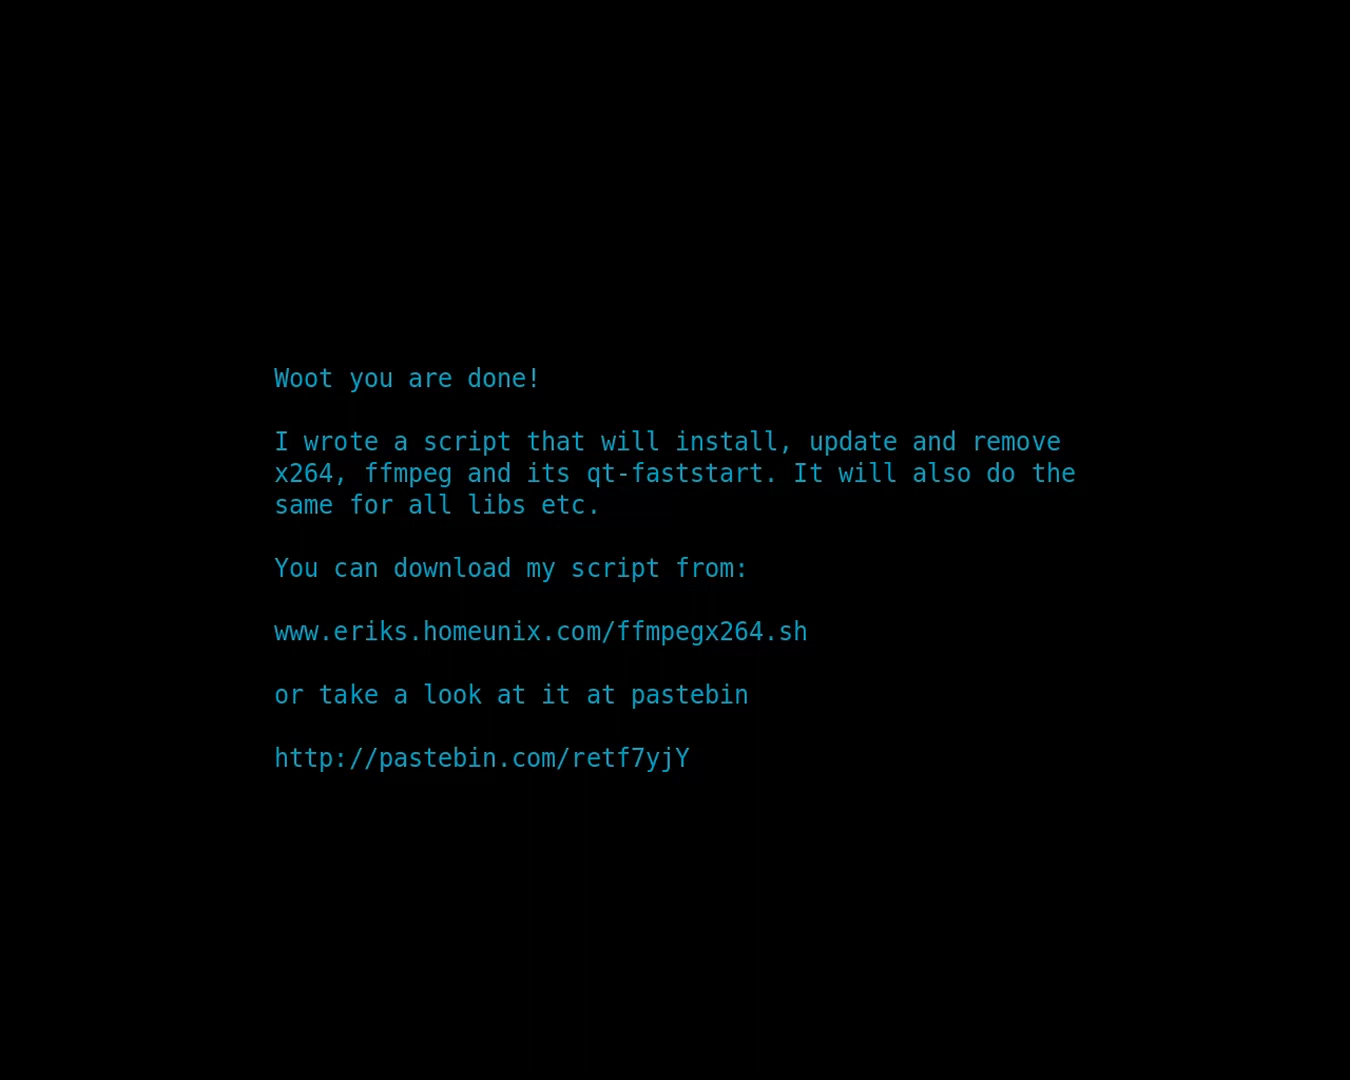 Woot you are done!
I wrote a script that will install, update and remove
x264, ffmpeg and its qt-faststart. It will also do the
same for all libs etc.
You can download my script from:
www.eriks.homeunix.com/ffmpegx264.sh
or take a look at it at pastebin
http://pastebin.com/retf7yjY